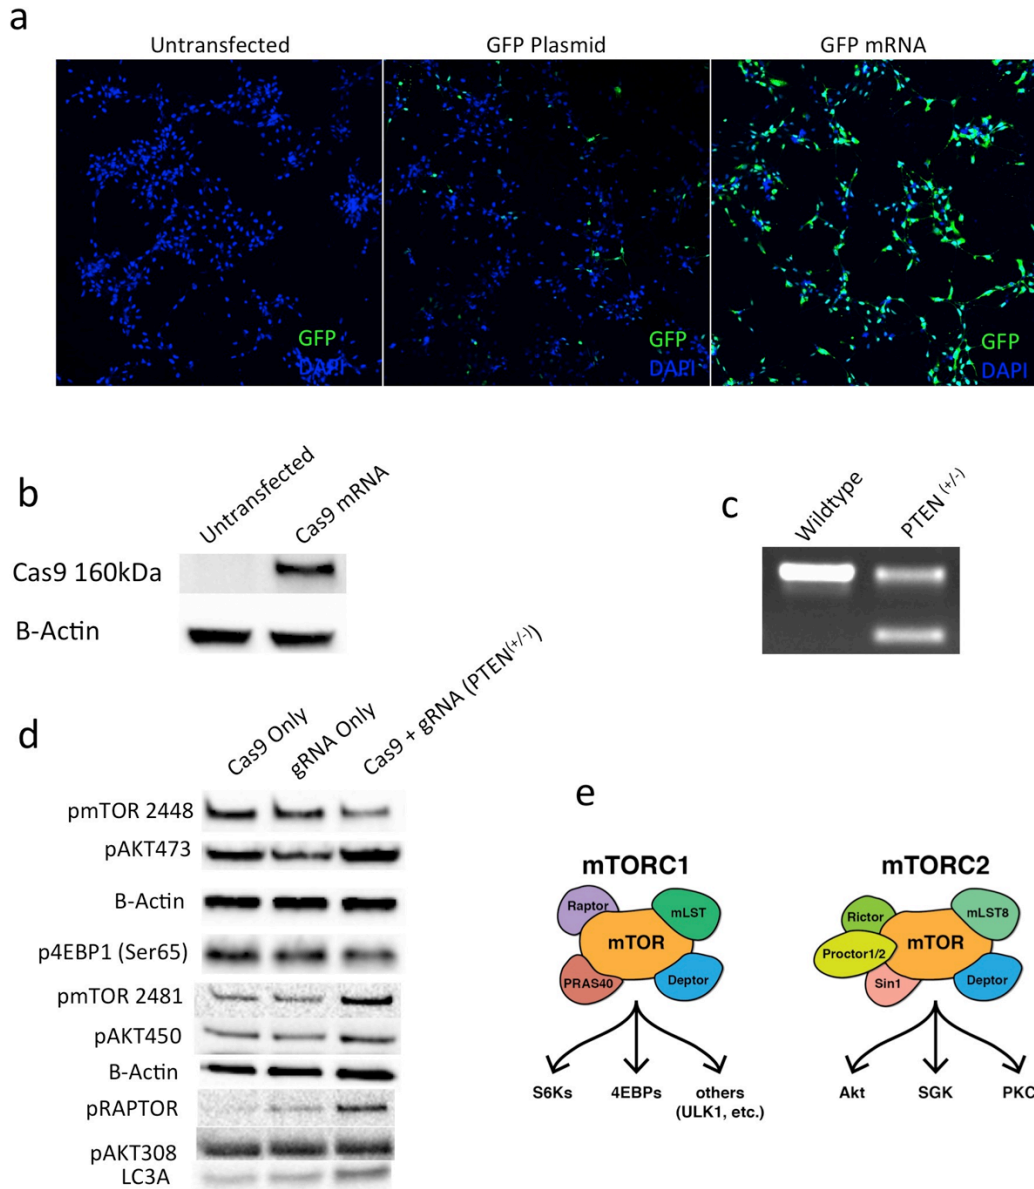 a
Untransfected GFP Plasmid GFP mRNA
GFP GFP GFP
DAPI DAPI DAPI
b
Untransfected
Cas9 mRNA
Cas9 160kDa
B-Actin
c
Wildtype
PTEN (+/-)
d
Cas9 Only
gRNA Only
Cas9 + gRNA (PTEN(+/-))
pmTOR 2448
pAKT473
B-Actin
p4EBP1 (Ser65)
pmTOR 2481
pAKT450
B-Actin
pRAPTOR
pAKT308
LC3A
e
mTORC1
Raptor
mLST
mTOR
PRAS40
Deptor
S6Ks 4EBPs others
(ULK1, etc.)
mTORC2
Rictor
mLST8
Proctor1/2
mTOR
Sin1
Deptor
Akt SGK PKC